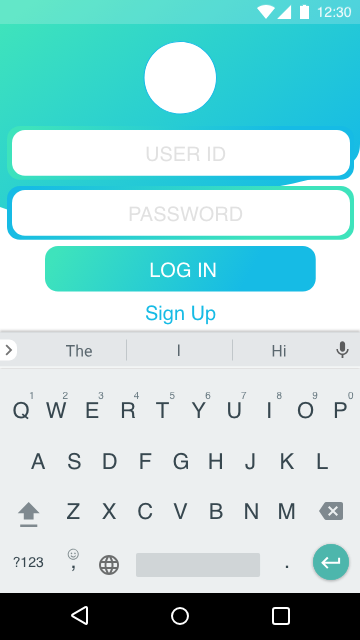 12:30
USER ID
PASSWORD
LOG IN
Sign Up
The I Hi
1 2 3 4 5 6 7 8 9 0
Q W E R T Y U I O P
A S D F G H J K L
Z X C V B N M
?123 , .